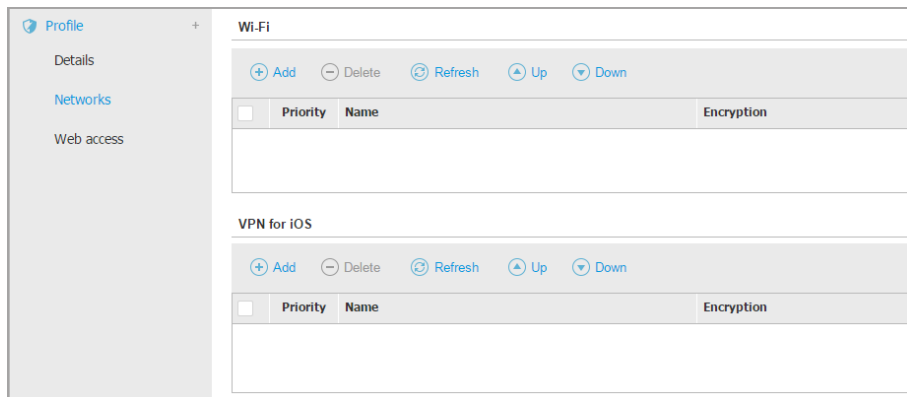 Profile +
Details
Networks
Web access
Wi-Fi
Add Delete Refresh Up Down
Priority Name Encryption
VPN for iOS
Add Delete Refresh Up Down
Priority Name Encryption